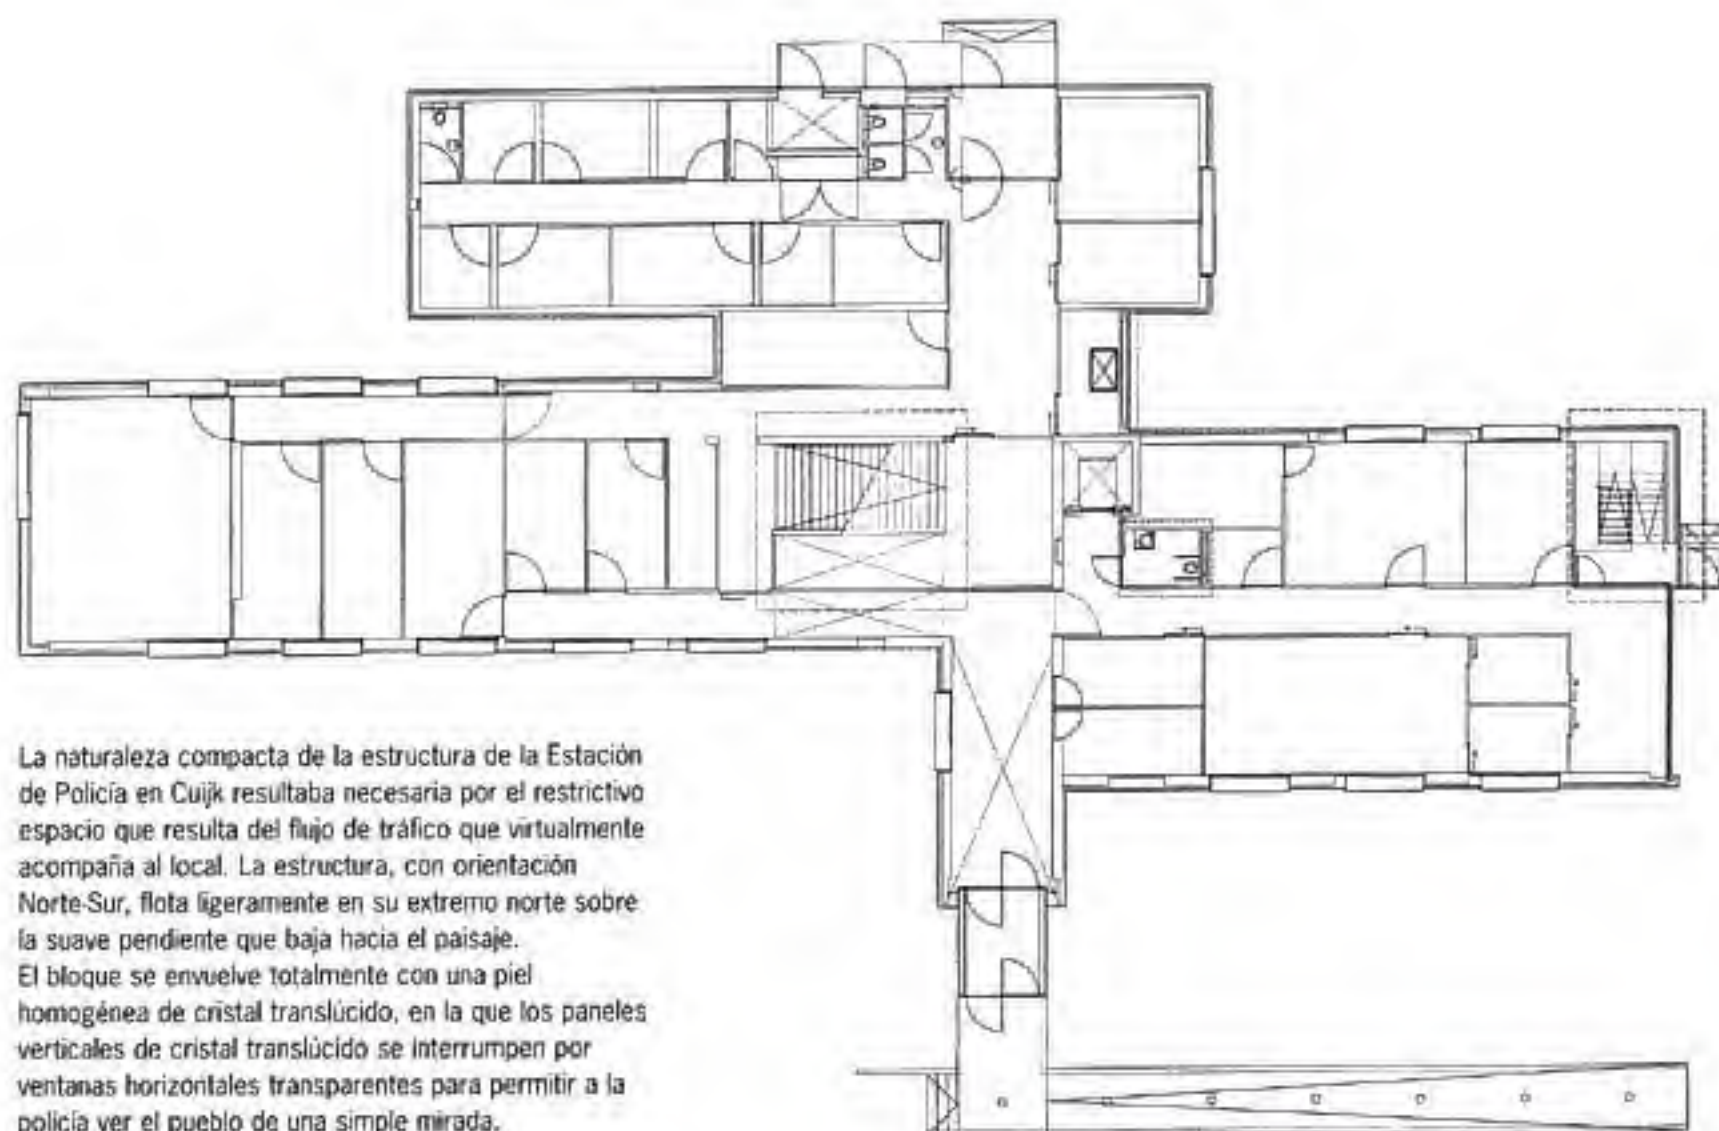 La naturaleza compacta de la estructura de la Estación
de Policía en Cuijk resultaba necesaria por el restrictivo
espacio que resulta del flujo de tráfico que virtualmente
acompaña al local. La estructura, con orientación
Norte-Sur, flota ligeramente en su extremo norte sobre
la suave pendiente que baja hacia el paisaje.
El bloque se envuelve totalmente con una piel
homogénea de cristal translúcido, en la que los paneles
verticales de cristal translúcido se interrumpen por
ventanas horizontales transparentes para permitir a la
policía ver el pueblo de una simple mirada.